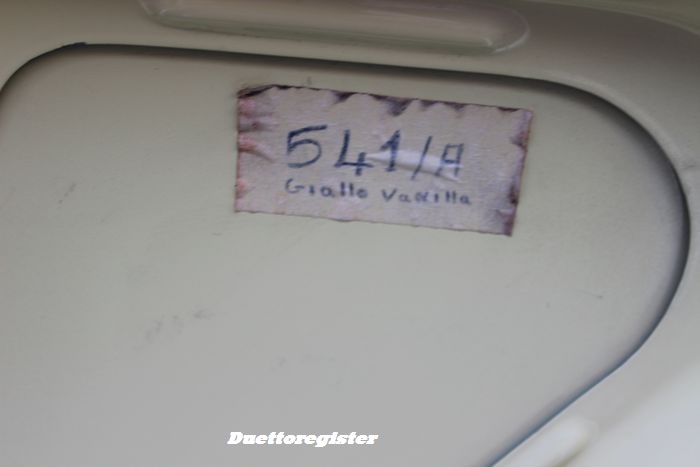 541/A
Giallo Vanilla
Duettoregister